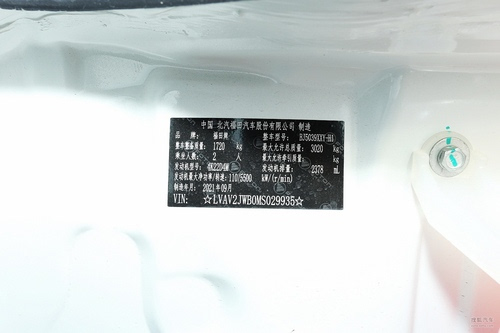 中国 北汽福田汽车股份有限公司 制造
品牌 福田牌 整车型号 BJ5039XXY-H1
整车整备质量 1720 kg 最大允许总质量 3020 kg
乘坐人数 2 人 最大允许牵引质量 kg
发动机型号 4K22D4M 发动机排量 2378 mL
发动机最大净功率/转速 110/5500 kW/(r/min)
制造年月 2021年09月
VIN: ☆LVAV2JWB0MS029935☆